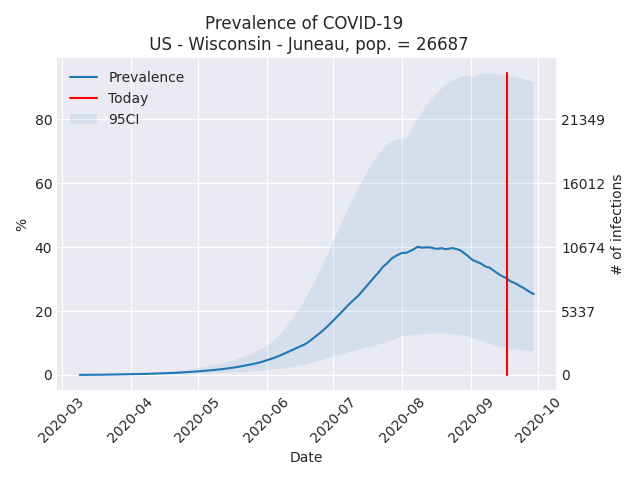 Prevalence of COVID-19
US - Wisconsin - Juneau, pop. = 26687
Prevalence
Today
95CI
%
80
60
40
20
0
21349
16012
10674
5337
0
# of infections
2020-03
2020-04
2020-05
2020-06
2020-07
2020-08
2020-09
2020-10
Date